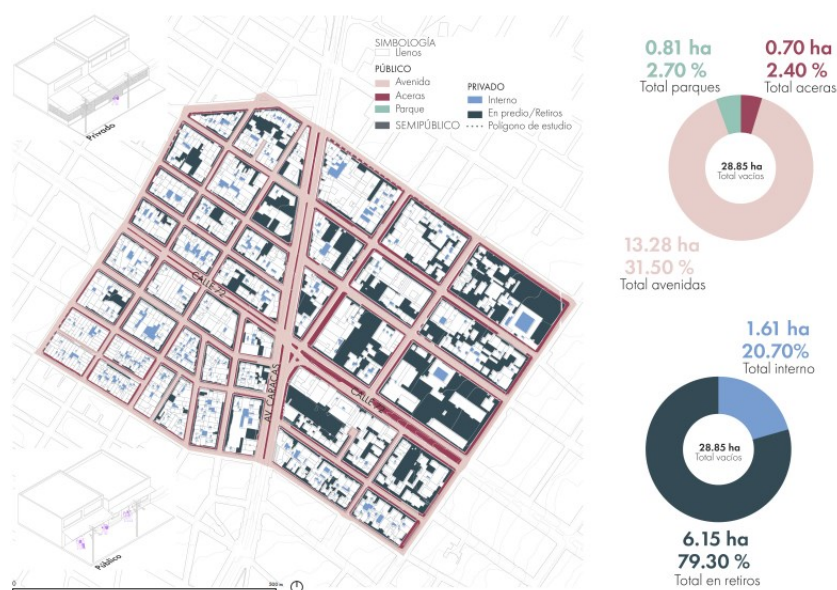 SIMBOLOGÍA
Llenos
PÚBLICO
Avenida
Aceras
Parque
SEMIPÚBLICO
PRIVADO
Interno
En predio/Retiros
Polígono de estudio
Privado
CALLE 72
AV. CARACAS
CALLE 72
Público
0
500 m
0.81 ha
2.70 %
Total parques
0.70 ha
2.40 %
Total aceras
28.85 ha
Total vacíos
13.28 ha
31.50 %
Total avenidas
1.61 ha
20.70%
Total interno
28.85 ha
Total vacíos
6.15 ha
79.30 %
Total en retiros